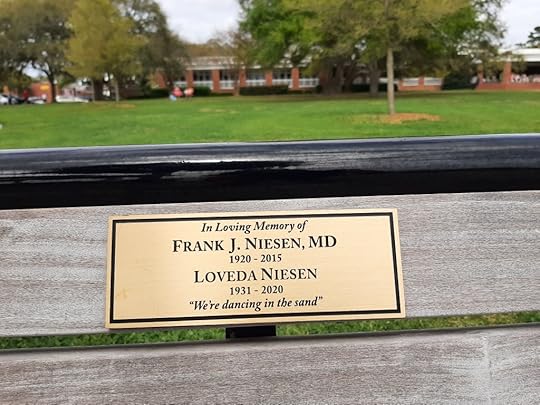 In Loving Memory of
FRANK J. NIESEN, MD
1920 - 2015
LOVEDA NIESEN
1931 - 2020
"We're dancing in the sand"